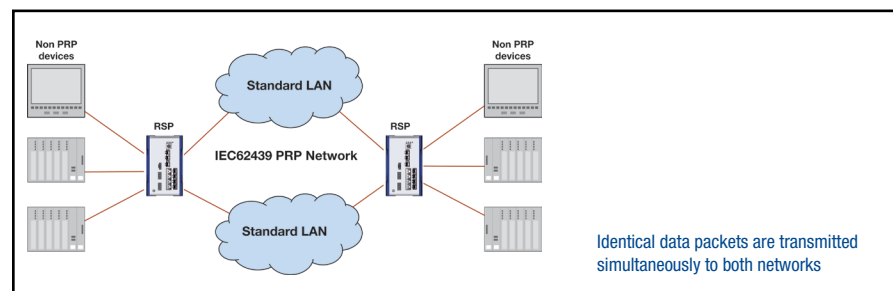 Non PRP
devices
Non PRP
devices
Standard LAN
RSP
RSP
IEC62439 PRP Network
Standard LAN
Identical data packets are transmitted
simultaneously to both networks